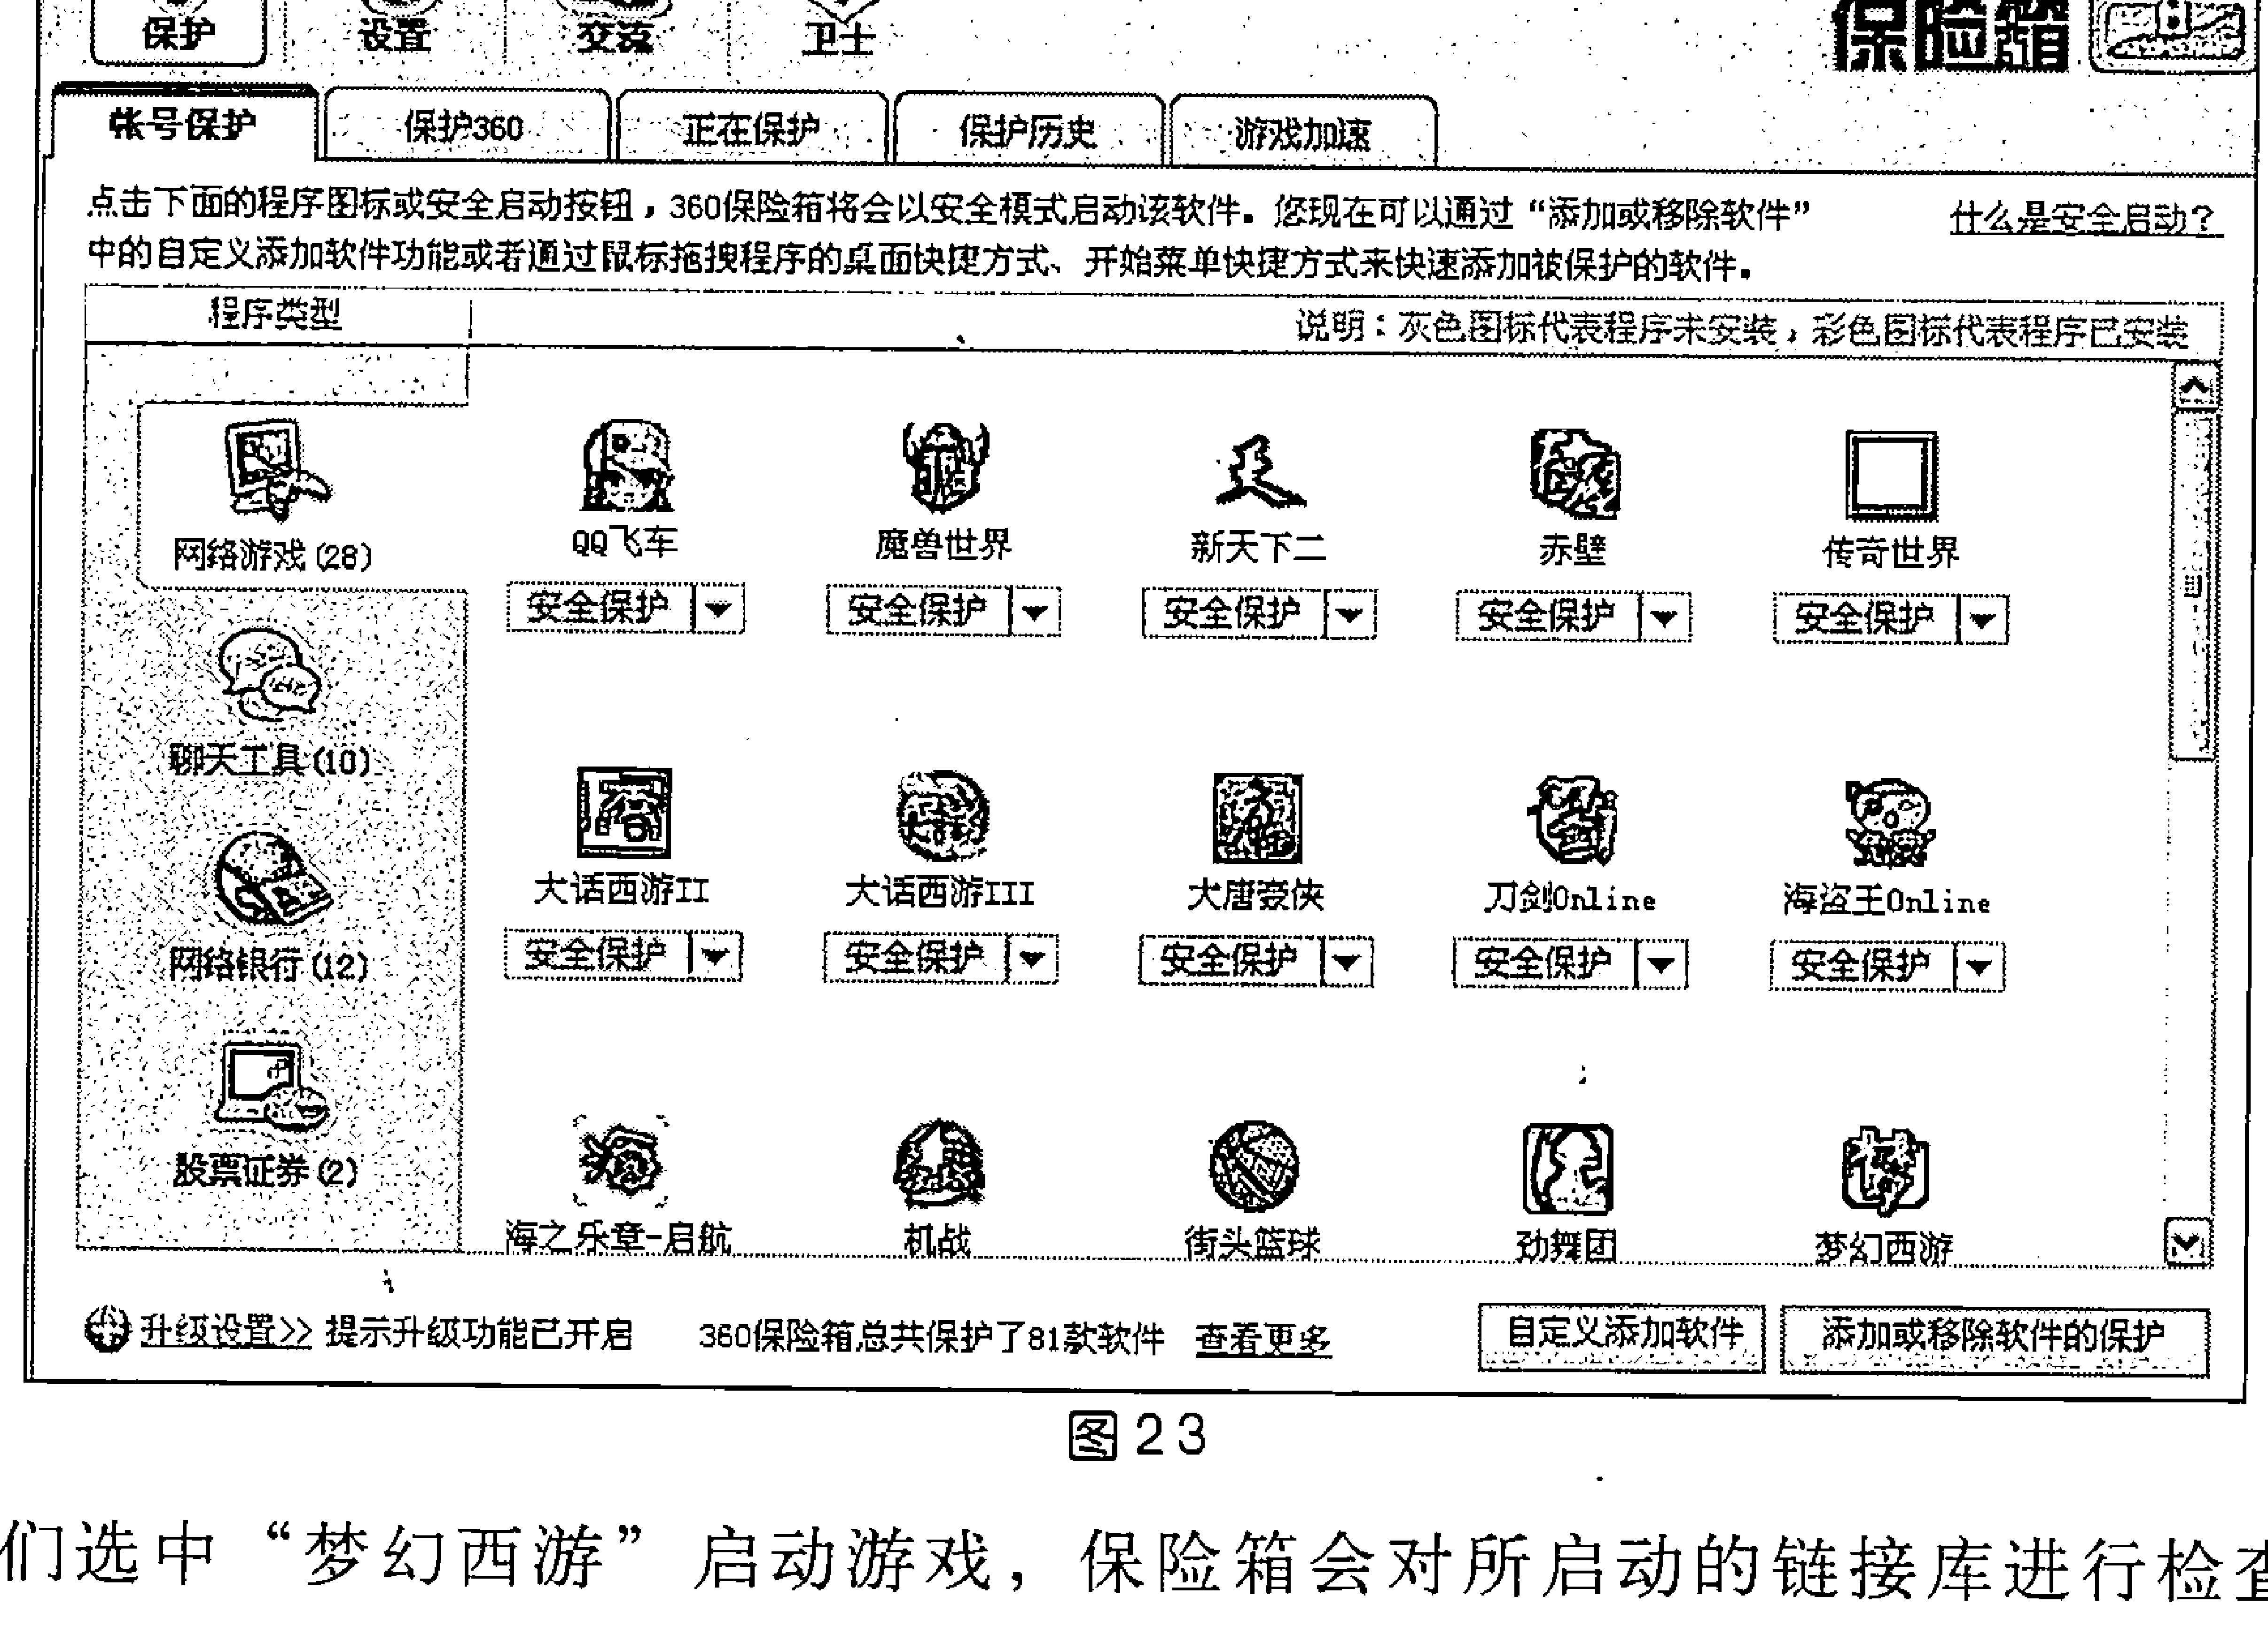 保护 设置 交流 卫士 保险箱
帐号保护 保护360 正在保护 保护历史 游戏加速
点击下面的程序图标或安全启动按钮，360保险箱将会以安全模式启动该软件。您现在可以通过“添加或移除软件” 什么是安全启动？
中的自定义添加软件功能或者通过鼠标拖拽程序的桌面快捷方式、开始菜单快捷方式来快速添加被保护的软件。
程序类型 说明：灰色图标代表程序未安装，彩色图标代表程序已安装
网络游戏(28) QQ飞车 魔兽世界 新天下二 赤壁 传奇世界
安全保护 安全保护 安全保护 安全保护 安全保护
聊天工具(10)
大话西游II 大话西游III 大唐豪侠 刀剑Online 海盗王Online
网络银行(12) 安全保护 安全保护 安全保护 安全保护 安全保护
股票证券(2)
海之乐章-启航 机战 街头篮球 劲舞团 梦幻西游
升级设置>> 提示升级功能已开启 360保险箱总共保护了81款软件 查看更多 自定义添加软件 添加或移除软件的保护
图23
们选中“梦幻西游”启动游戏，保险箱会对所启动的链接库进行检查